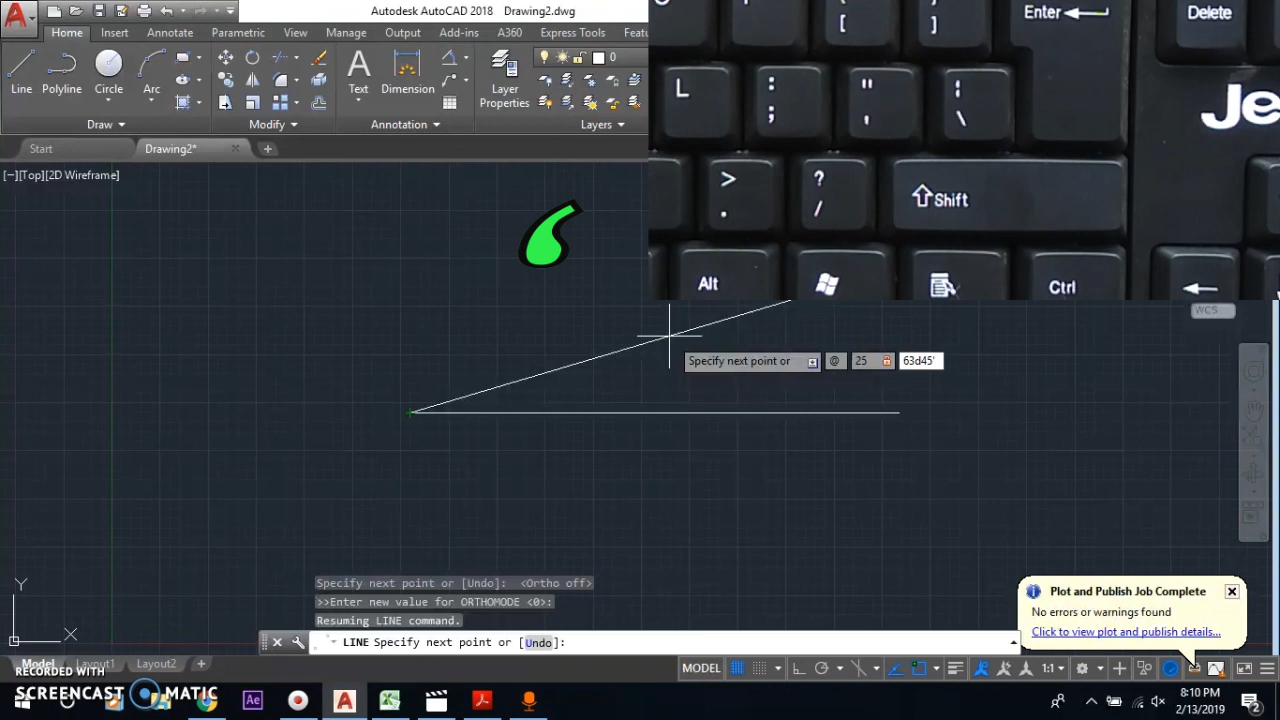 Autodesk AutoCAD 2018 Drawing2.dwg
Home Insert Annotate Parametric View Manage Output Add-ins A360 Express Tools
0
Line Polyline Circle Arc Text Dimension Layer Properties
Draw Modify Annotation Layers
Start Drawing2* +
[−][Top][2D Wireframe]
{ [ } ] Enter Delete
L : ; " ' | \ Je
> . ? / Shift
Alt Ctrl
WCS
Specify next point or @ 25 63d45'
Specify next point or [Undo]: <Ortho off>
>>Enter new value for ORTHOMODE <0>:
Resuming LINE command.
LINE Specify next point or [Undo]:
Y
X
Plot and Publish Job Complete
No errors or warnings found
Click to view plot and publish details...
Model Layout1 Layout2 +
MODEL 1:1
RECORDED WITH
SCREENCAST MATIC
Ae A
8:10 PM
2/13/2019
2